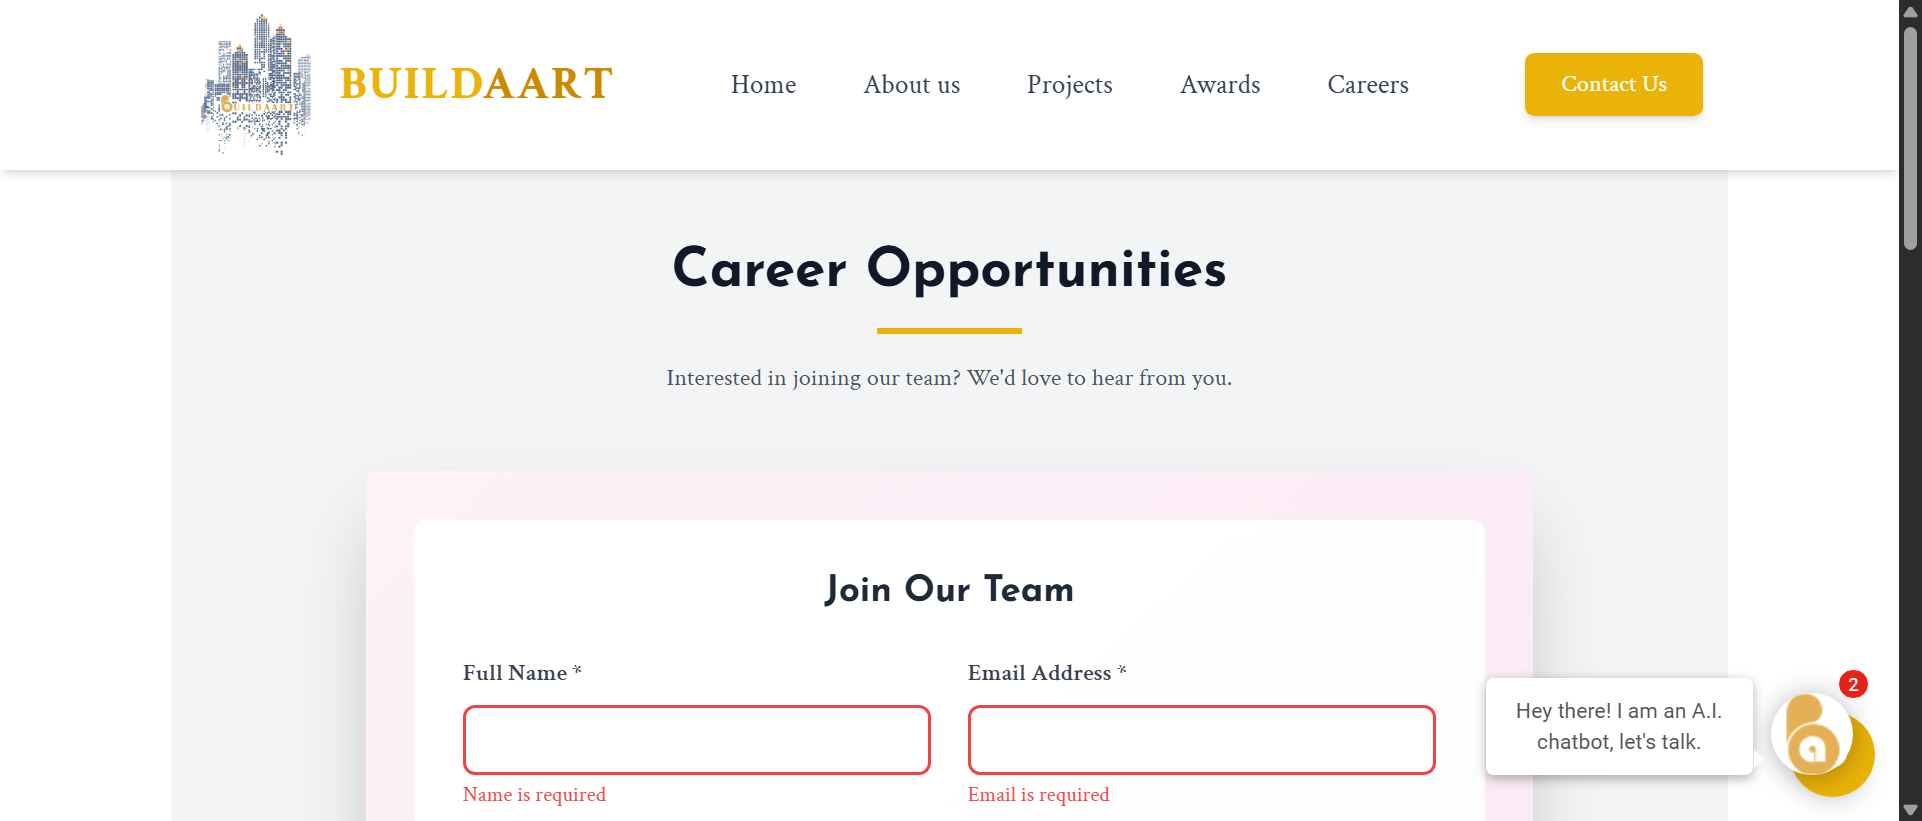 BUILDAART
BUILDAART
Home
About us
Projects
Awards
Careers
Contact Us
Career Opportunities
Interested in joining our team? We'd love to hear from you.
Join Our Team
Full Name *
Email Address *
Name is required
Email is required
Hey there! I am an A.I.
chatbot, let's talk.
2
ba